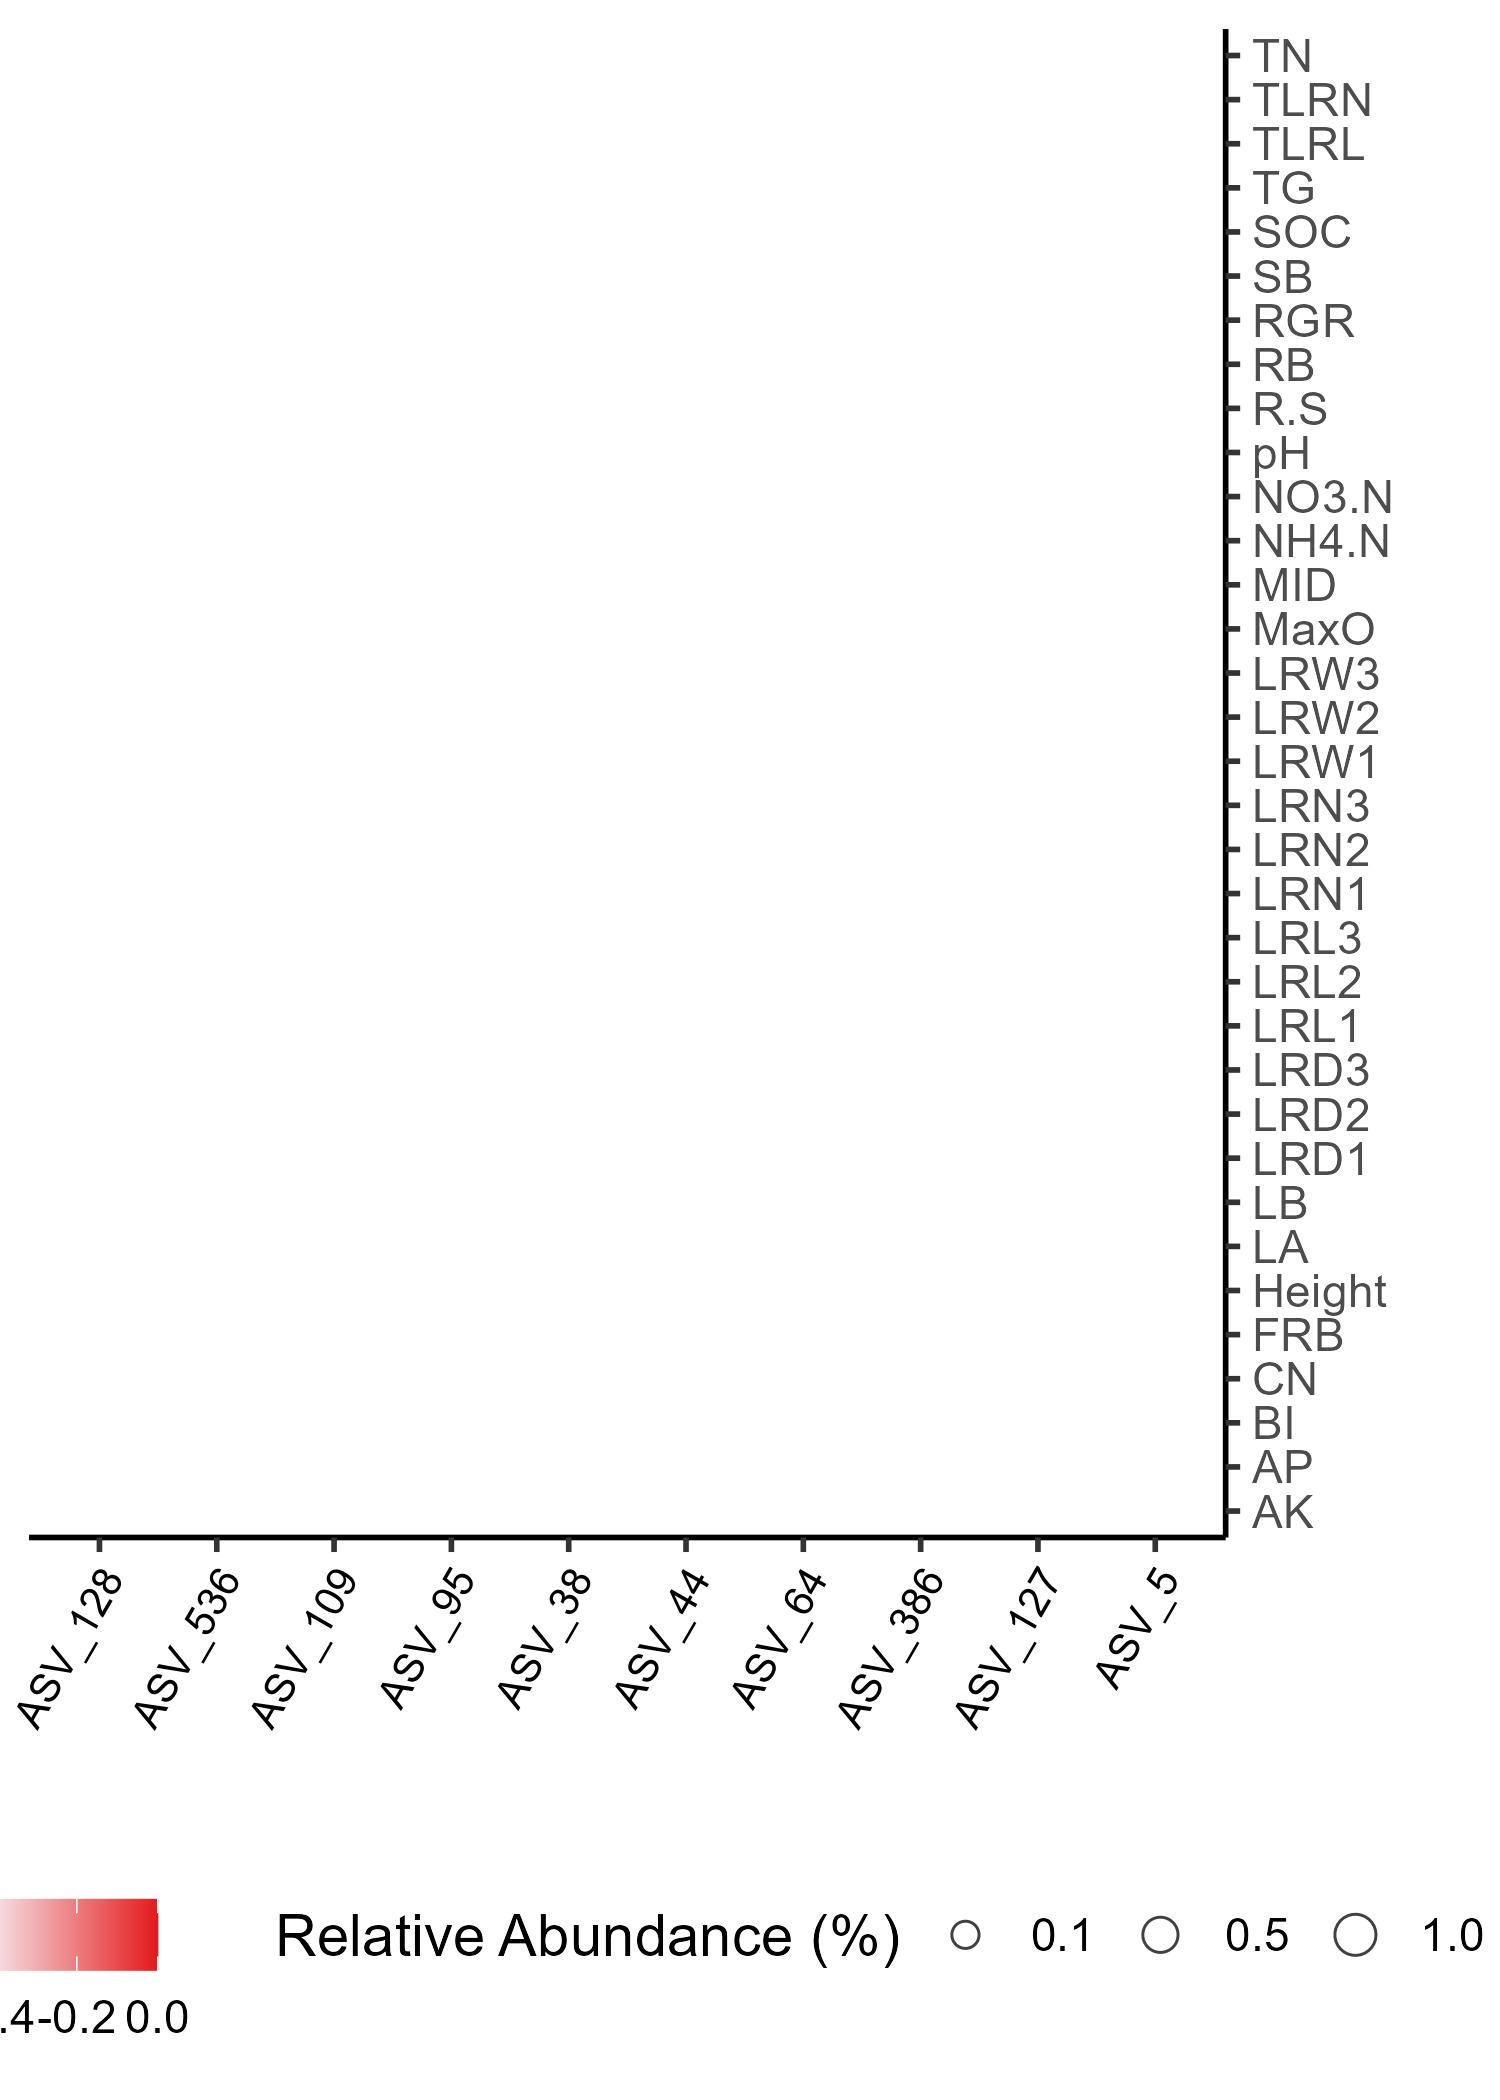 TN
TLRN
TLRL
TG
SOC
SB
RGR
RB
R.S
pH
NO3.N
NH4.N
MID
MaxO
LRW3
LRW2
LRW1
LRN3
LRN2
LRN1
LRL3
LRL2
LRL1
LRD3
LRD2
LRD1
LB
LA
Height
FRB
CN
BI
AP
AK
ASV_128 ASV_536 ASV_109 ASV_95 ASV_38 ASV_44 ASV_64 ASV_386 ASV_127 ASV_5
Relative Abundance (%) 0.1 0.5 1.0
.4 -0.2 0.0